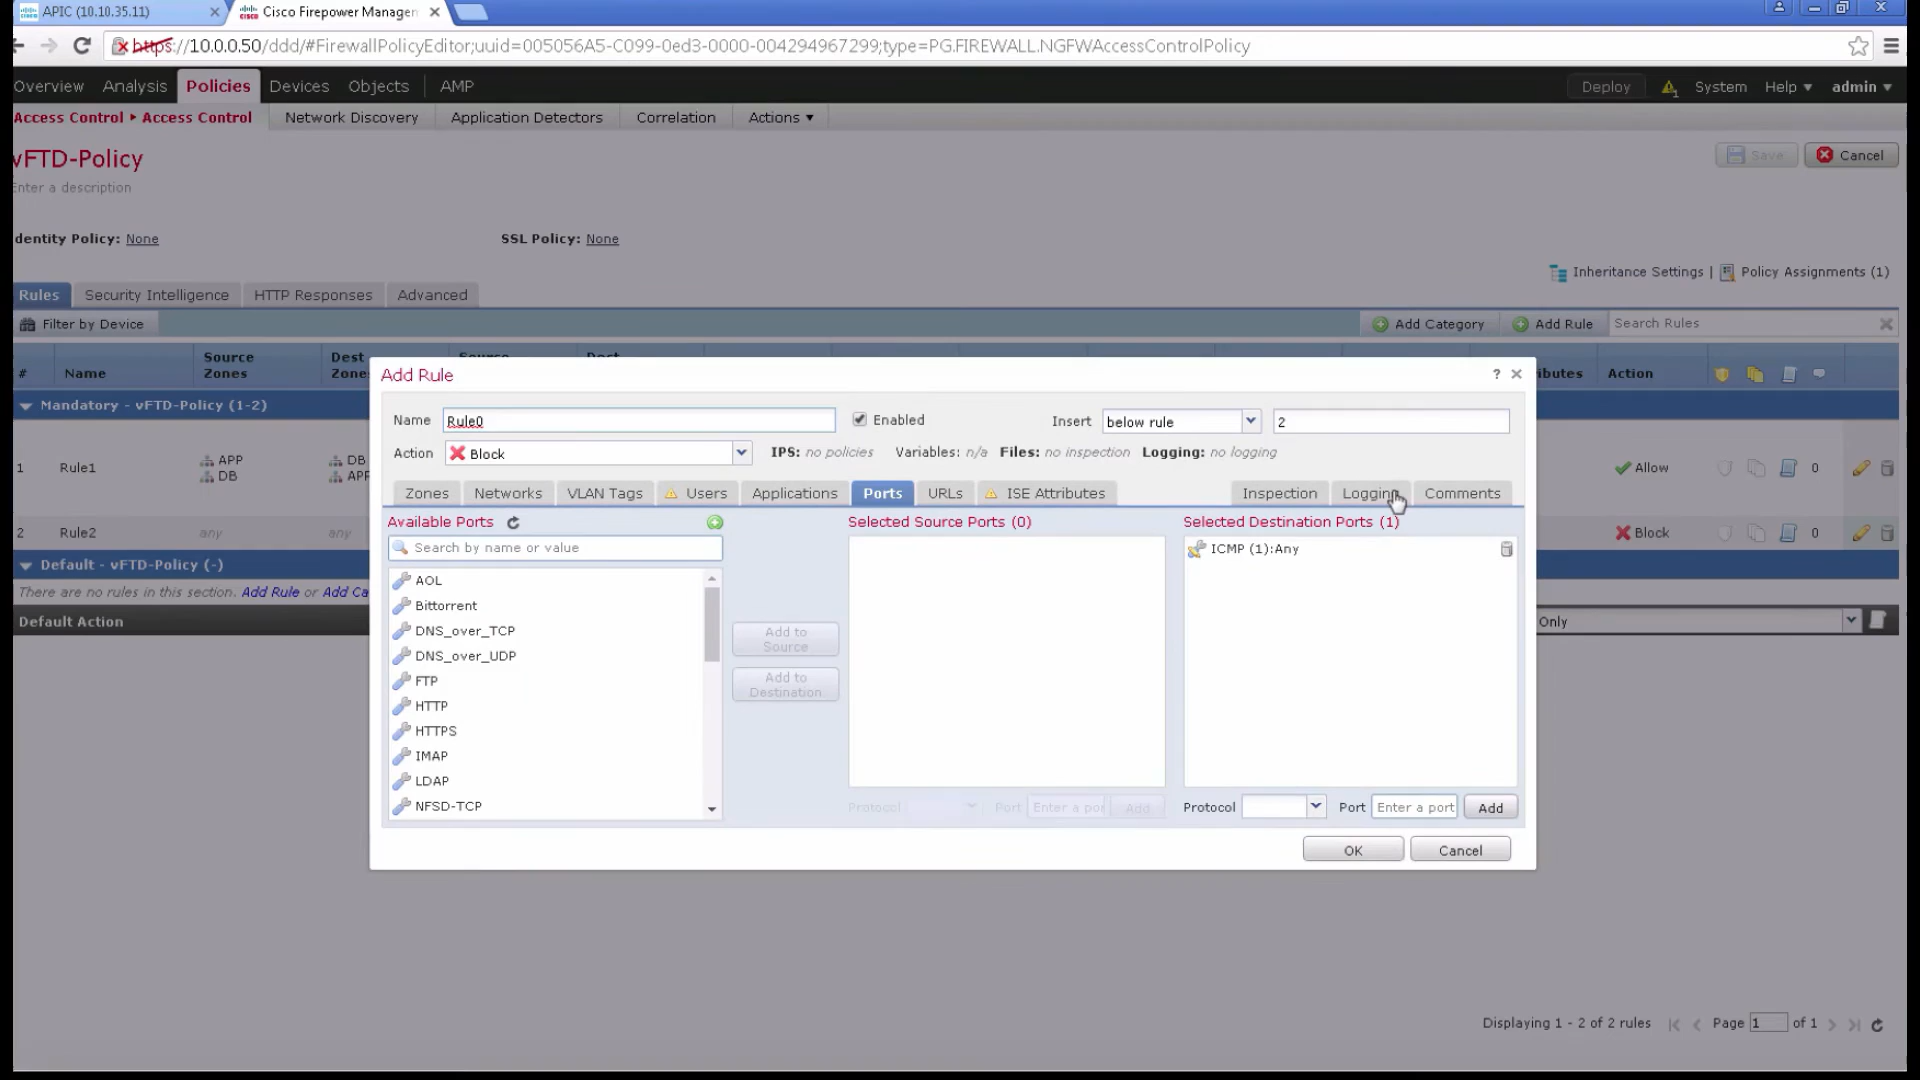 APIC (10.10.35.11)
Cisco Firepower Managem
https://10.0.0.50/ddd/#FirewallPolicyEditor;uuid=005056A5-C099-0ed3-0000-004294967299;type=PG.FIREWALL.NGFWAccessControlPolicy
Overview Analysis Policies Devices Objects AMP Deploy System Help admin
Access Control ▸ Access Control Network Discovery Application Detectors Correlation Actions
vFTD-Policy
Save Cancel
Enter a description
dentity Policy: None SSL Policy: None
Inheritance Settings | Policy Assignments (1)
Rules Security Intelligence HTTP Responses Advanced
Filter by Device Add Category Add Rule Search Rules
# Name Source Zones Dest Zone ibutes Action
Mandatory - vFTD-Policy (1-2)
1 Rule1 APP DB DB APP Allow 0
2 Rule2 any any Block 0
Default - vFTD-Policy (-)
There are no rules in this section. Add Rule or Add Ca
Default Action Only
Add Rule ?
Name Rule0 Enabled Insert below rule 2
Action Block IPS: no policies Variables: n/a Files: no inspection Logging: no logging
Zones Networks VLAN Tags Users Applications Ports URLs ISE Attributes Inspection Logging Comments
Available Ports Selected Source Ports (0) Selected Destination Ports (1)
Search by name or value
ICMP (1):Any
AOL
Bittorrent
DNS_over_TCP
DNS_over_UDP
FTP
HTTP
HTTPS
IMAP
LDAP
NFSD-TCP
Add to Source
Add to Destination
Protocol Port Enter a por Add
Protocol Port Enter a port Add
OK Cancel
Displaying 1 - 2 of 2 rules Page 1 of 1